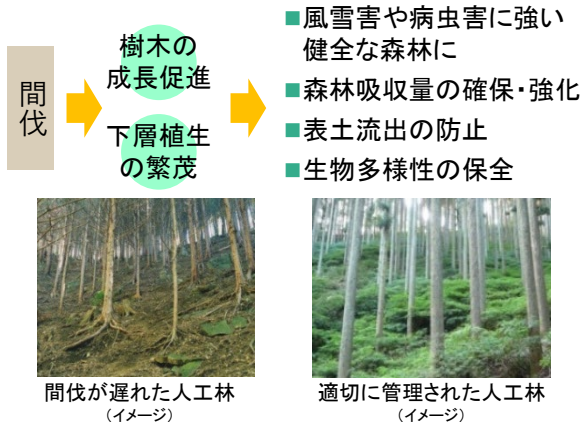 間伐
樹木の
成長促進
下層植生
の繁茂
■風雪害や病虫害に強い
健全な森林に
■森林吸収量の確保・強化
■表土流出の防止
■生物多様性の保全
間伐が遅れた人工林
（イメージ）
適切に管理された人工林
（イメージ）